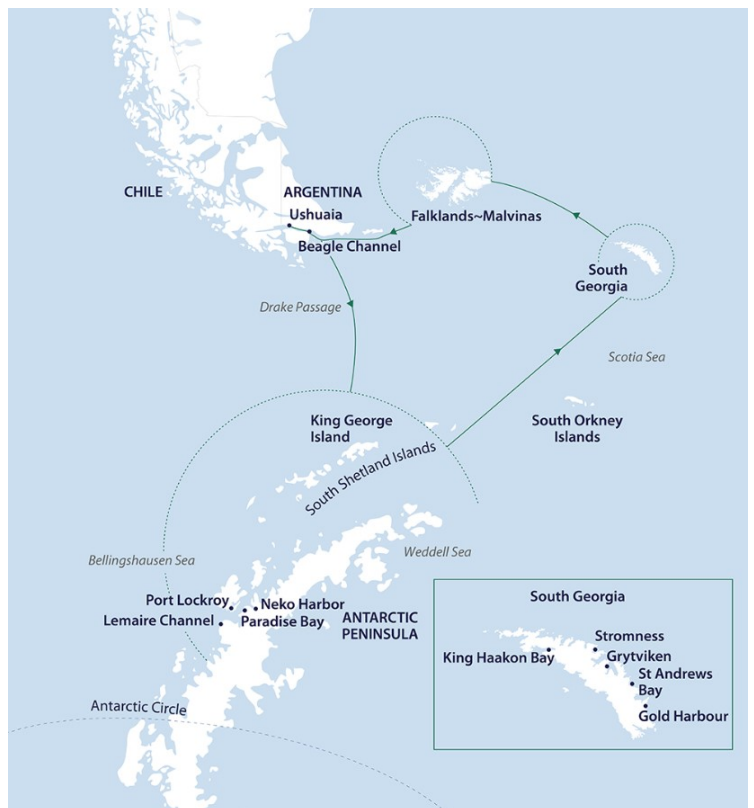 CHILE
ARGENTINA
Ushuaia
Beagle Channel
Falklands~Malvinas
South
Georgia
Drake Passage
Scotia Sea
King George
Island
South Shetland Islands
South Orkney
Islands
Bellingshausen Sea
Weddell Sea
Port Lockroy
Neko Harbor
Lemaire Channel
Paradise Bay
ANTARCTIC
PENINSULA
Antarctic Circle
South Georgia
Stromness
King Haakon Bay
Grytviken
St Andrews
Bay
Gold Harbour